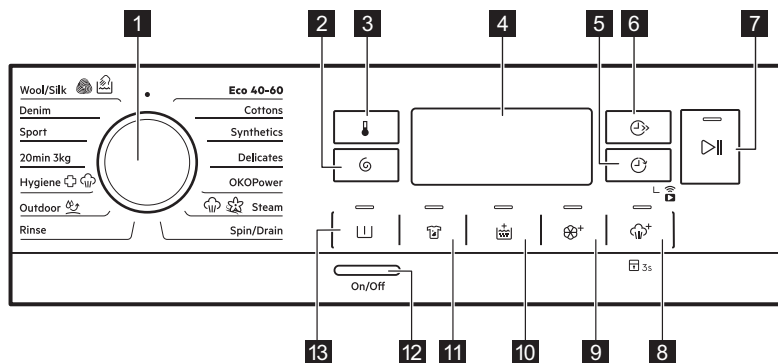 1
2
3
4
5
6
7
Wool/Silk
Denim
Sport
20min 3kg
Hygiene
Outdoor
Rinse
Eco 40-60
Cottons
Synthetics
Delicates
OKOPower
Steam
Spin/Drain
3s
On/Off
13
12
11
10
9
8